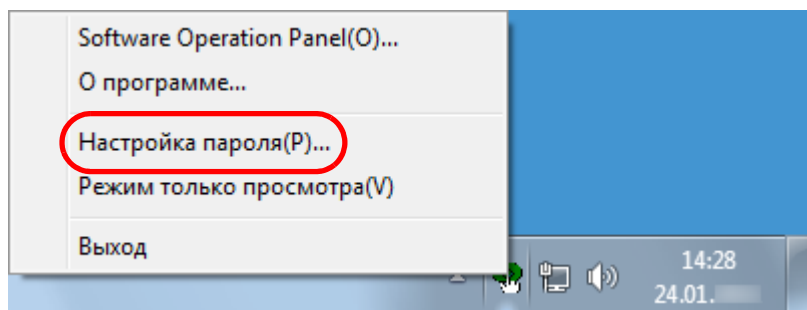 Software Operation Panel(O)...
О программе...
Настройка пароля(P)...
Режим только просмотра(V)
Выход
14:28
24.01.